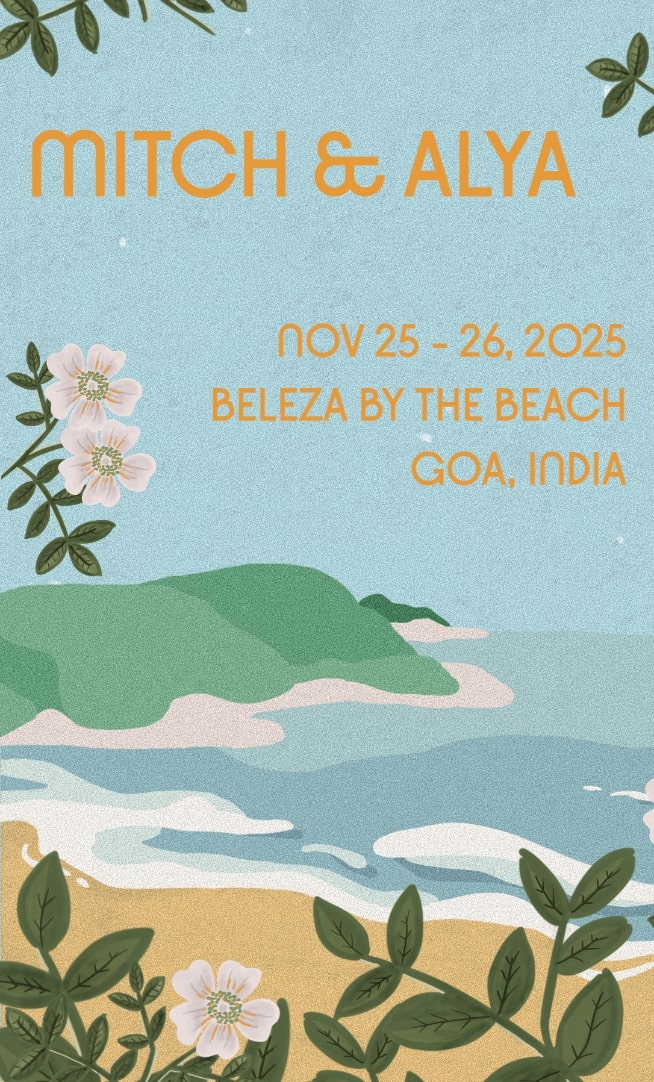 MITCH & ALYA
NOV 25 - 26, 2025
BELEZA BY THE BEACH
GOA, INDIA